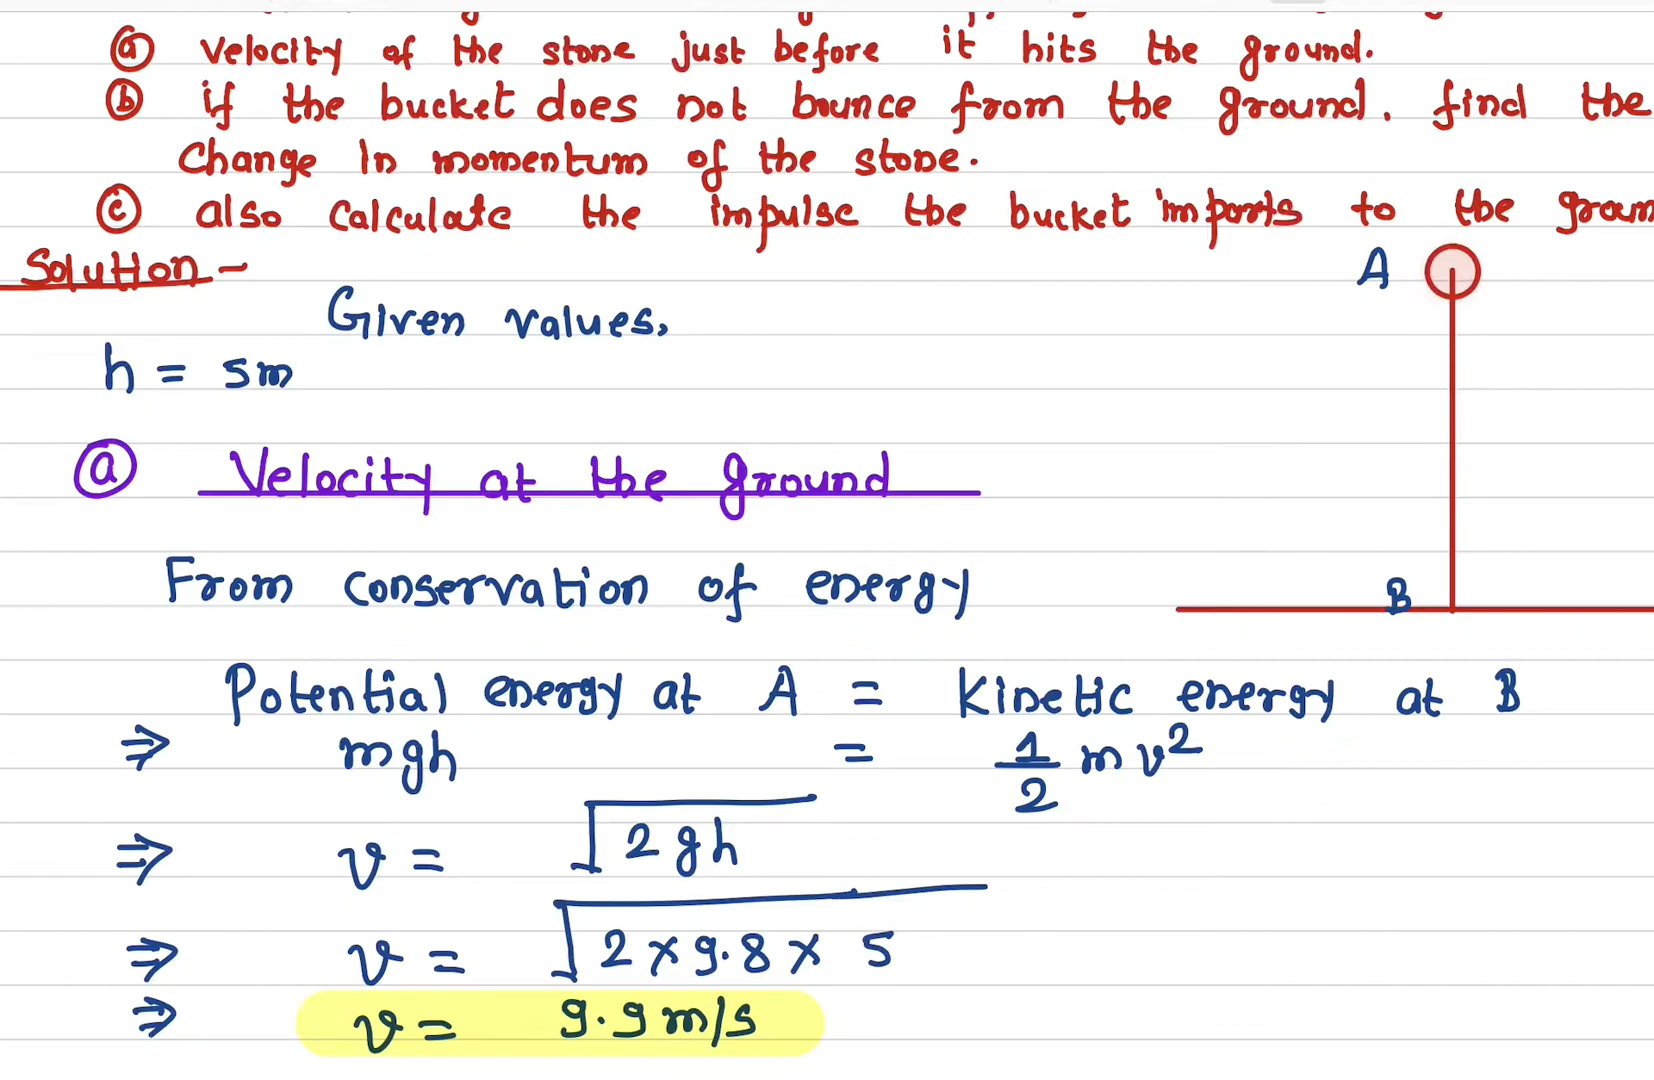 ⓐ velocity of the stone just before it hits the ground.
ⓑ if the bucket does not bounce from the ground. find the
change in momentum of the stone.
ⓒ also calculate the impulse the bucket imparts to the
Solution -
A
Given values,
h = 5m
ⓐ Velocity at the ground
From conservation of energy
B
Potential energy at A = Kinetic energy at B
⇒ mgh = 1/2 mv²
⇒ v = √2gh
⇒ v = √2 × 9.8 × 5
⇒ v = 9.9 m/s